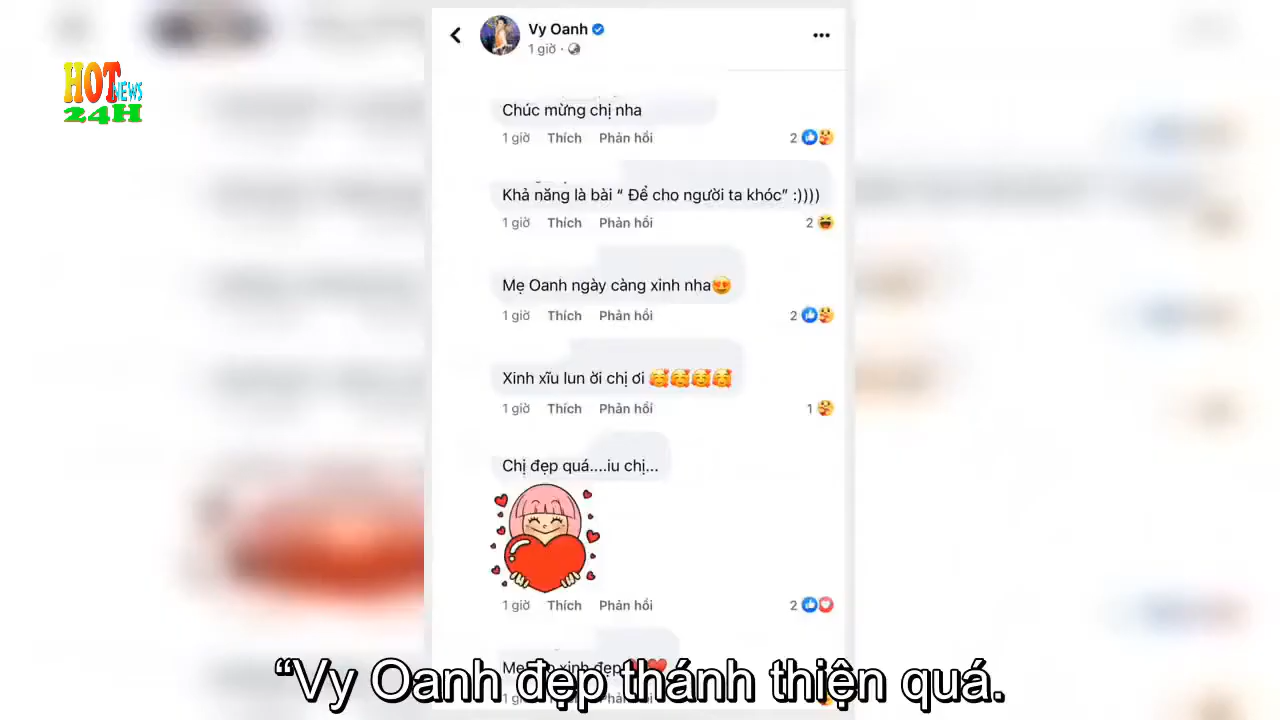 Vy Oanh
1 giờ ·
HOT NEWS
24H
Chúc mừng chị nha
1 giờ Thích Phản hồi 2
Khả năng là bài “ Để cho người ta khóc” :))))
1 giờ Thích Phản hồi 2
Mẹ Oanh ngày càng xinh nha😍
1 giờ Thích Phản hồi 2
Xinh xĩu lun ời chị ơi 🥰🥰🥰🥰
1 giờ Thích Phản hồi 1
Chị đẹp quá....iu chị...
1 giờ Thích Phản hồi 2
xinh đẹp
“Vy Oanh đẹp thánh thiện quá.